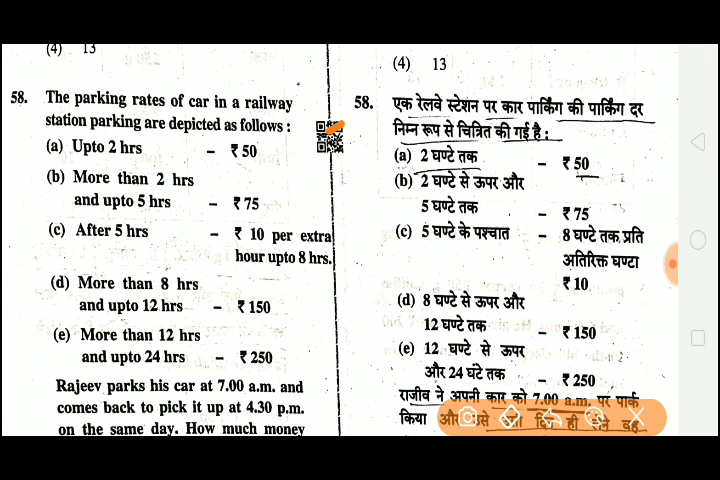 (4) 13
58. The parking rates of car in a railway
station parking are depicted as follows :
(a) Upto 2 hrs – ₹ 50
(b) More than 2 hrs
and upto 5 hrs – ₹ 75
(c) After 5 hrs – ₹ 10 per extra
hour upto 8 hrs.
(d) More than 8 hrs
and upto 12 hrs – ₹ 150
(e) More than 12 hrs
and upto 24 hrs – ₹ 250
Rajeev parks his car at 7.00 a.m. and
comes back to pick it up at 4.30 p.m.
on the same day. How much money
(4) 13
58. एक रेलवे स्टेशन पर कार पार्किंग की पार्किंग दर
निम्न रूप से चित्रित की गई है :
(a) 2 घण्टे तक – ₹ 50
(b) 2 घण्टे से ऊपर और
5 घण्टे तक – ₹ 75
(c) 5 घण्टे के पश्चात – 8 घण्टे तक प्रति
अतिरिक्त घण्टा
₹ 10
(d) 8 घण्टे से ऊपर और
12 घण्टे तक – ₹ 150
(e) 12 घण्टे से ऊपर
और 24 घंटे तक – ₹ 250
राजीव ने अपनी कार को 7.00 a.m. पर पार्क
किया और उसे